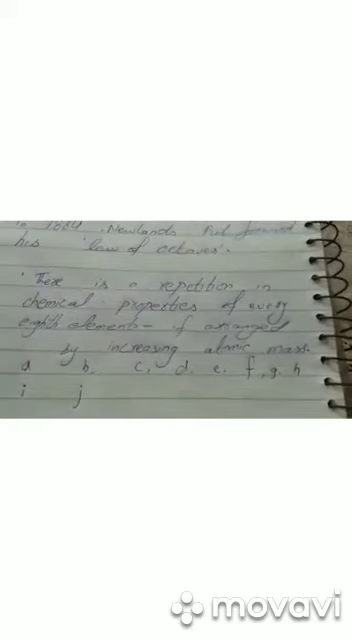 in 1864, Newlands Put forward
his 'law of octaves'.
'There is a repetition in
chemical properties of every
eighth element - if arranged
by increasing atomic mass.
a b, c, d, e, f, g, h
i j
movavi